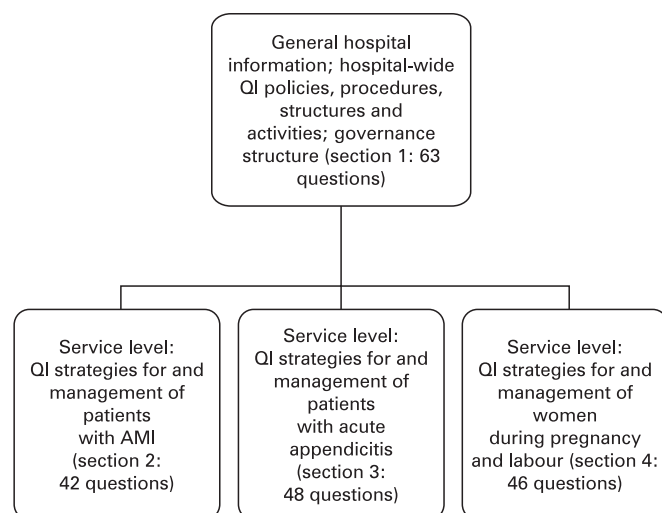 General hospital
information; hospital-wide
QI policies, procedures,
structures and
activities; governance
structure (section 1: 63
questions)
Service level:
QI strategies for and
management of
patients
with AMI
(section 2:
42 questions)
Service level:
QI strategies for and
management of
patients
with acute
appendicitis
(section 3:
48 questions)
Service level:
QI strategies for and
management of
women
during pregnancy
and labour (section 4:
46 questions)